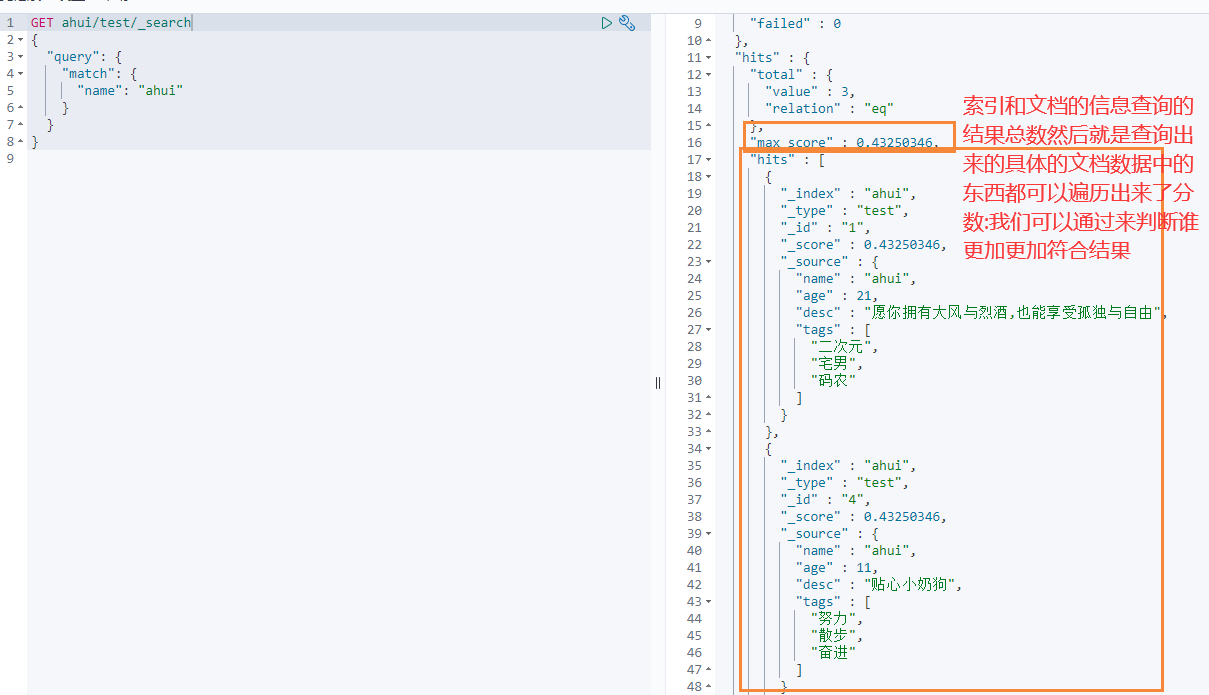 1 GET ahui/test/_search
2 {
3 "query": {
4 "match": {
5 "name": "ahui"
6 }
7 }
8 }
9
9 "failed" : 0
10 },
11 "hits" : {
12 "total" : {
13 "value" : 3,
14 "relation" : "eq"
15 },
16 "max_score" : 0.43250346,
17 "hits" : [
18 {
19 "_index" : "ahui",
20 "_type" : "test",
21 "_id" : "1",
22 "_score" : 0.43250346,
23 "_source" : {
24 "name" : "ahui",
25 "age" : 21,
26 "desc" : "愿你拥有大风与烈酒,也能享受孤独与自由",
27 "tags" : [
28 "二次元",
29 "宅男",
30 "码农"
31 ]
32 }
33 },
34 {
35 "_index" : "ahui",
36 "_type" : "test",
37 "_id" : "4",
38 "_score" : 0.43250346,
39 "_source" : {
40 "name" : "ahui",
41 "age" : 11,
42 "desc" : "贴心小奶狗",
43 "tags" : [
44 "努力",
45 "散步",
46 "奋进"
47 ]
48 }
索引和文档的信息查询的
结果总数然后就是查询出
来的具体的文档数据中的
东西都可以遍历出来了分
数:我们可以通过来判断谁
更加更加符合结果